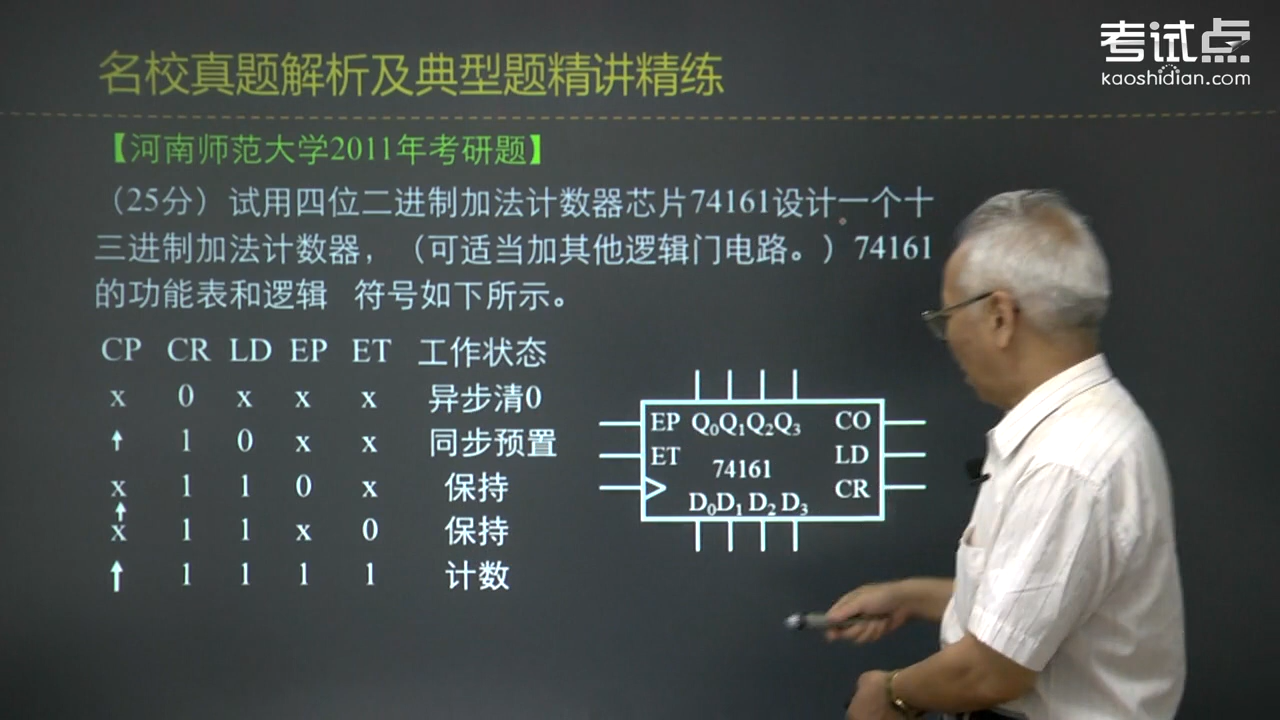 考试点
kaoshidian.com
名校真题解析及典型题精讲精练
【河南师范大学2011年考研题】
（25分）试用四位二进制加法计数器芯片74161设计一个十
三进制加法计数器，（可适当加其他逻辑门电路。）74161
的功能表和逻辑 符号如下所示。
CP CR LD EP ET 工作状态
x 0 x x x 异步清0
↑ 1 0 x x 同步预置
x 1 1 0 x 保持
↑
x 1 1 x 0 保持
↑ 1 1 1 1 计数
EP Q₀Q₁Q₂Q₃ CO
ET 74161 LD
D₀D₁ D₂ D₃ CR